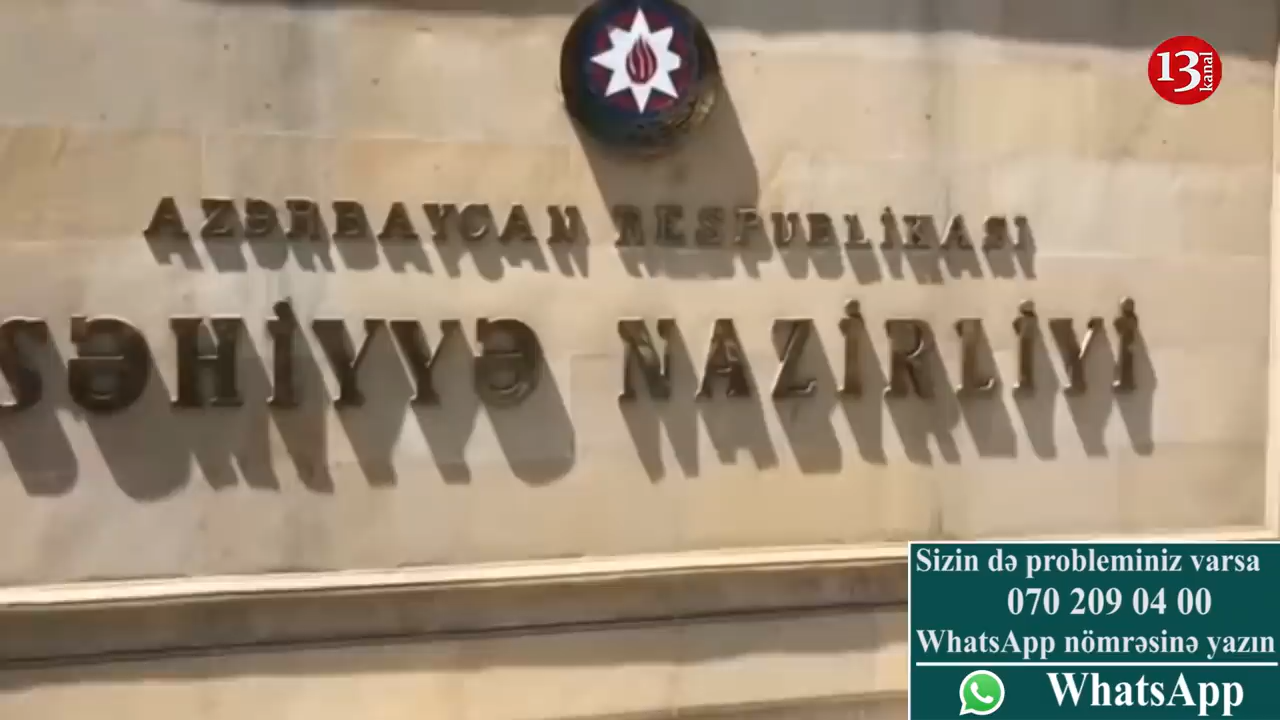 13 kanal
AZƏRBAYCAN RESPUBLİKASI
SƏHİYYƏ NAZİRLİYİ
Sizin də probleminiz varsa
070 209 04 00
WhatsApp nömrəsinə yazın
WhatsApp